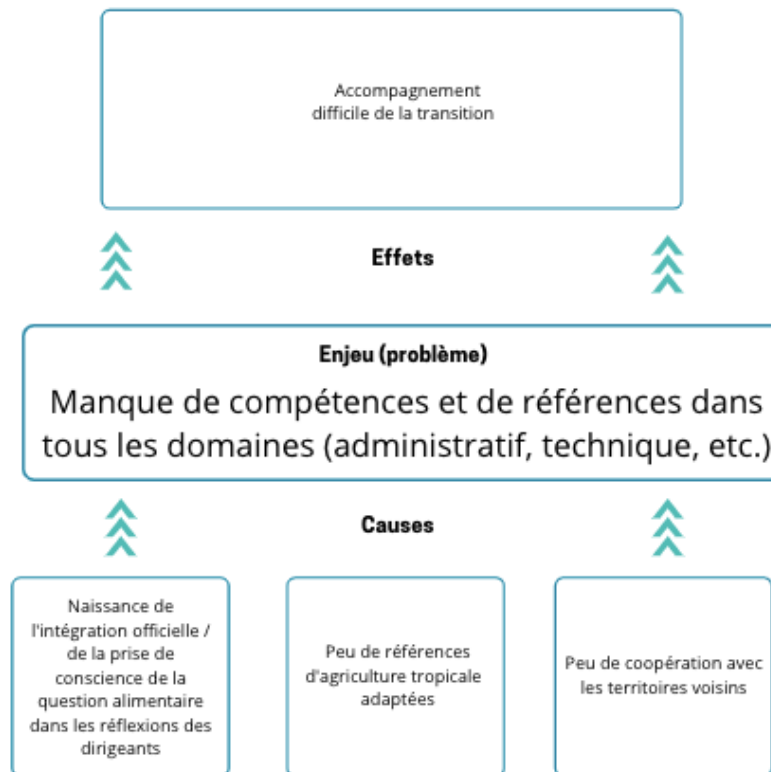 Accompagnement
difficile de la transition
Effets
Enjeu (problème)
Manque de compétences et de références dans
tous les domaines (administratif, technique, etc.)
Causes
Naissance de
l'intégration officielle /
de la prise de
conscience de la
question alimentaire
dans les réflexions des
dirigeants
Peu de références
d'agriculture tropicale
adaptées
Peu de coopération avec
les territoires voisins